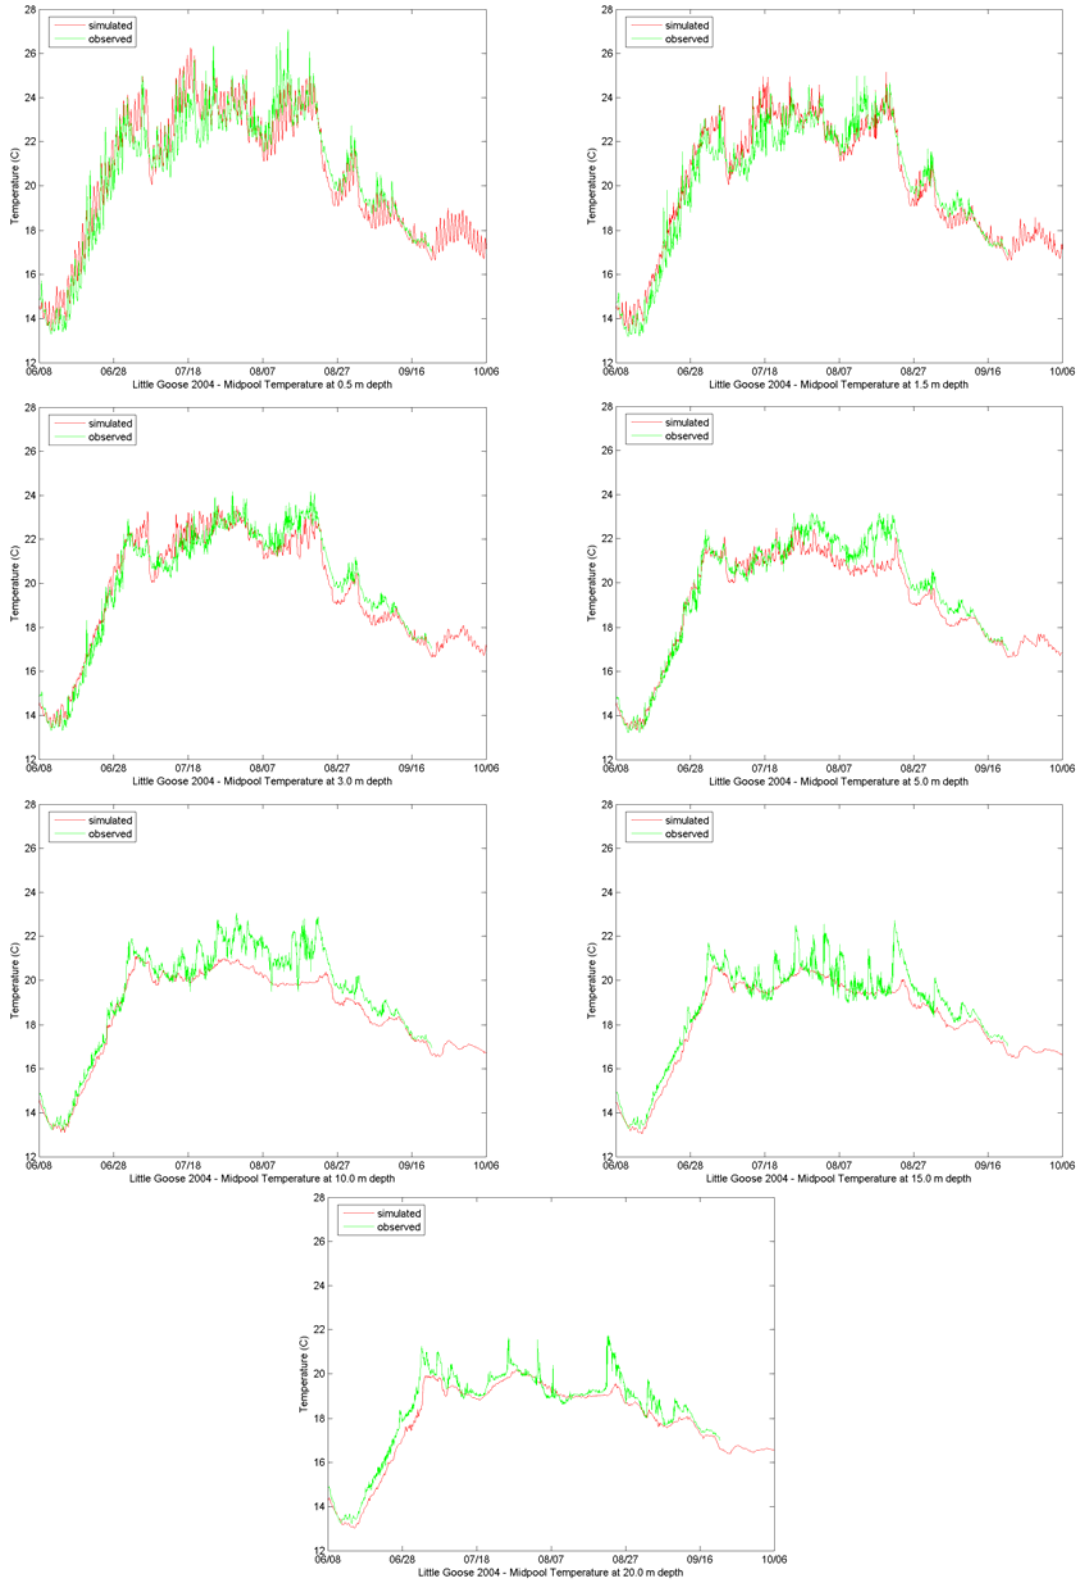 28
26
24
22
20
18
16
14
12
Temperature (C)
simulated
observed
06/08 06/28 07/18 08/07 08/27 09/16 10/06
Little Goose 2004 - Midpool Temperature at 0.5 m depth
28
26
24
22
20
18
16
14
12
Temperature (C)
simulated
observed
06/08 06/28 07/18 08/07 08/27 09/16 10/06
Little Goose 2004 - Midpool Temperature at 1.5 m depth
28
26
24
22
20
18
16
14
12
Temperature (C)
simulated
observed
06/08 06/28 07/18 08/07 08/27 09/16 10/06
Little Goose 2004 - Midpool Temperature at 3.0 m depth
28
26
24
22
20
18
16
14
12
Temperature (C)
simulated
observed
06/08 06/28 07/18 08/07 08/27 09/16 10/06
Little Goose 2004 - Midpool Temperature at 5.0 m depth
28
26
24
22
20
18
16
14
12
Temperature (C)
simulated
observed
06/08 06/28 07/18 08/07 08/27 09/16 10/06
Little Goose 2004 - Midpool Temperature at 10.0 m depth
28
26
24
22
20
18
16
14
12
Temperature (C)
simulated
observed
06/08 06/28 07/18 08/07 08/27 09/16 10/06
Little Goose 2004 - Midpool Temperature at 15.0 m depth
28
26
24
22
20
18
16
14
12
Temperature (C)
simulated
observed
06/08 06/28 07/18 08/07 08/27 09/16 10/06
Little Goose 2004 - Midpool Temperature at 20.0 m depth